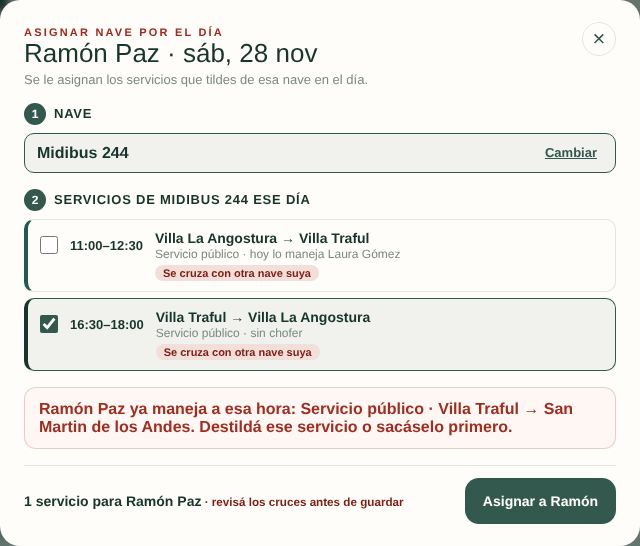 ASIGNAR NAVE POR EL DÍA
Ramón Paz · sáb, 28 nov
Se le asignan los servicios que tildes de esa nave en el día.
1 NAVE
Midibus 244 Cambiar
2 SERVICIOS DE MIDIBUS 244 ESE DÍA
11:00–12:30 Villa La Angostura → Villa Traful
Servicio público · hoy lo maneja Laura Gómez
Se cruza con otra nave suya
16:30–18:00 Villa Traful → Villa La Angostura
Servicio público · sin chofer
Se cruza con otra nave suya
Ramón Paz ya maneja a esa hora: Servicio público · Villa Traful → San
Martin de los Andes. Destildá ese servicio o sacáselo primero.
1 servicio para Ramón Paz · revisá los cruces antes de guardar
Asignar a Ramón